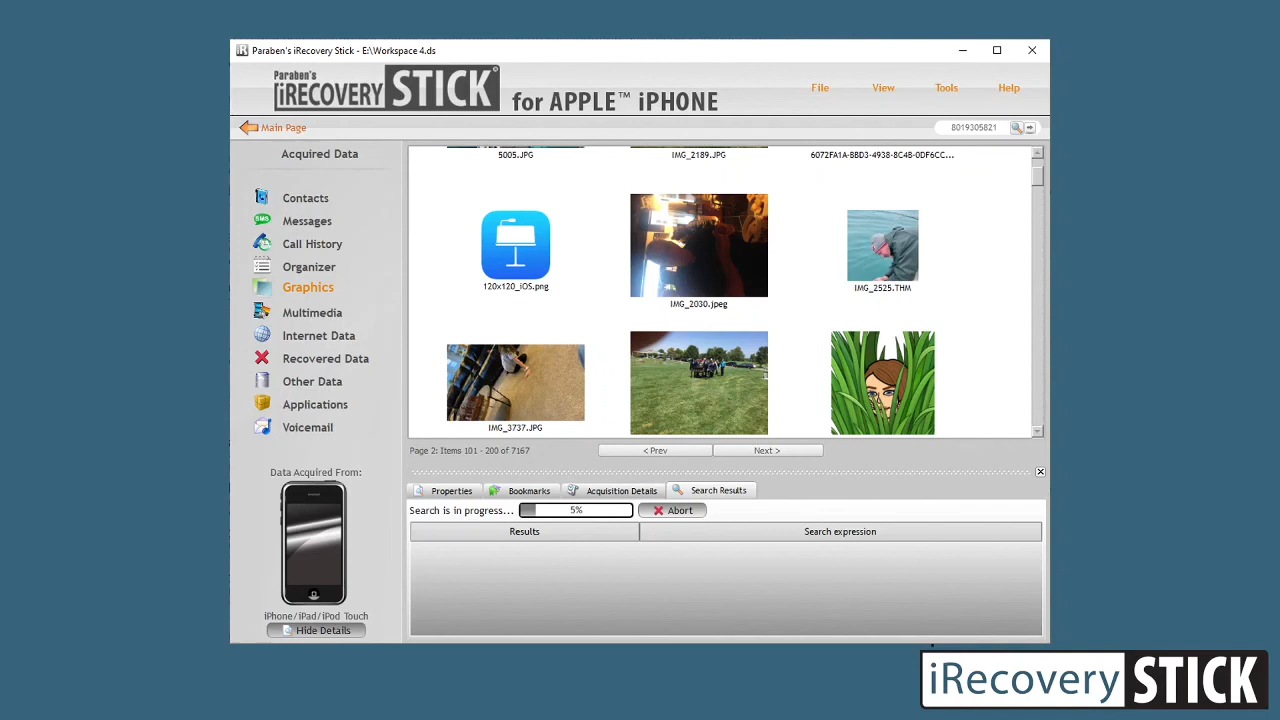 Paraben's iRecovery Stick - E:\Workspace 4.ds
Paraben's
iRECOVERY STICK® for APPLE™ iPHONE
File View Tools Help
Main Page
8019305821
Acquired Data
Contacts
Messages
Call History
Organizer
Graphics
Multimedia
Internet Data
Recovered Data
Other Data
Applications
Voicemail
Data Acquired From:
iPhone/iPad/iPod Touch
Hide Details
5005.JPG IMG_2189.JPG 6072FA1A-BBD3-4938-8C4B-0DF6CC...
120x120_iOS.png IMG_2030.jpeg IMG_2525.THM
IMG_3737.JPG
Page 2: Items 101 - 200 of 7167 < Prev Next >
Properties Bookmarks Acquisition Details Search Results
Search is in progress... 5% Abort
Results Search expression
iRecovery STICK